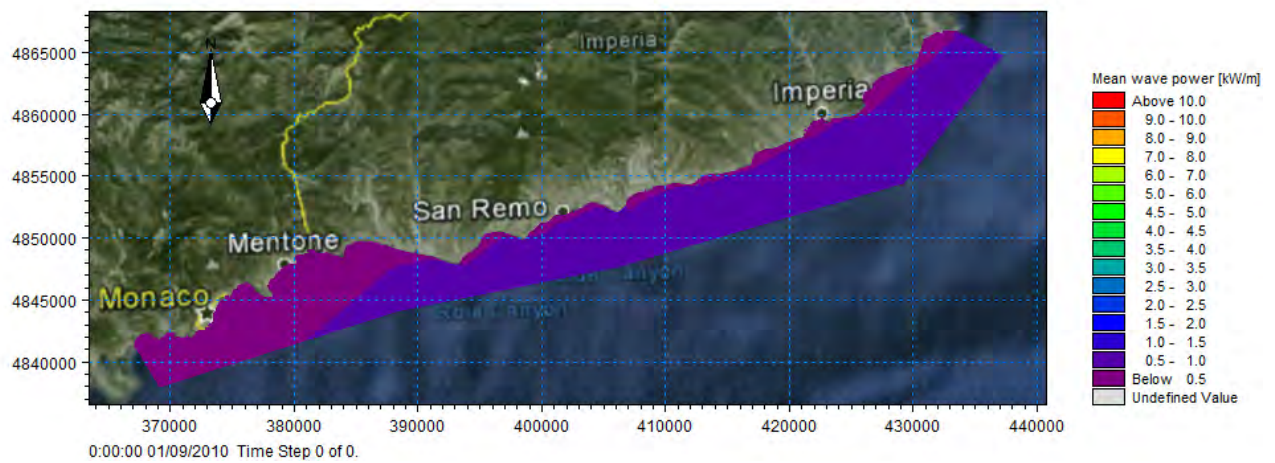 4865000
4860000
4855000
4850000
4845000
4840000
N
Imperia
Imperia
San Remo
Mentone
Monaco
Canyon
Canyon
370000
380000
390000
400000
410000
420000
430000
440000
0:00:00 01/09/2010 Time Step 0 of 0.
Mean wave power [kW/m]
Above 10.0
9.0 - 10.0
8.0 - 9.0
7.0 - 8.0
6.0 - 7.0
5.0 - 6.0
4.5 - 5.0
4.0 - 4.5
3.5 - 4.0
3.0 - 3.5
2.5 - 3.0
2.0 - 2.5
1.5 - 2.0
1.0 - 1.5
0.5 - 1.0
Below 0.5
Undefined Value